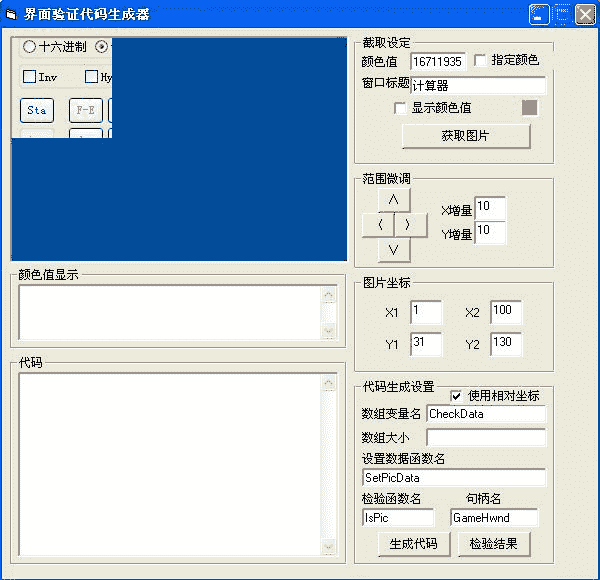 界面验证代码生成器
十六进制
Inv
Hy
Sta
F-E
颜色值显示
代码
截取设定
颜色值 16711935 指定颜色
窗口标题 计算器
显示颜色值
获取图片
范围微调
X增量 10
Y增量 10
图片坐标
X1 1 X2 100
Y1 31 Y2 130
代码生成设置
使用相对坐标
数组变量名 CheckData
数组大小
设置数据函数名
SetPicData
检验函数名 句柄名
IsPic GameHwnd
生成代码 检验结果